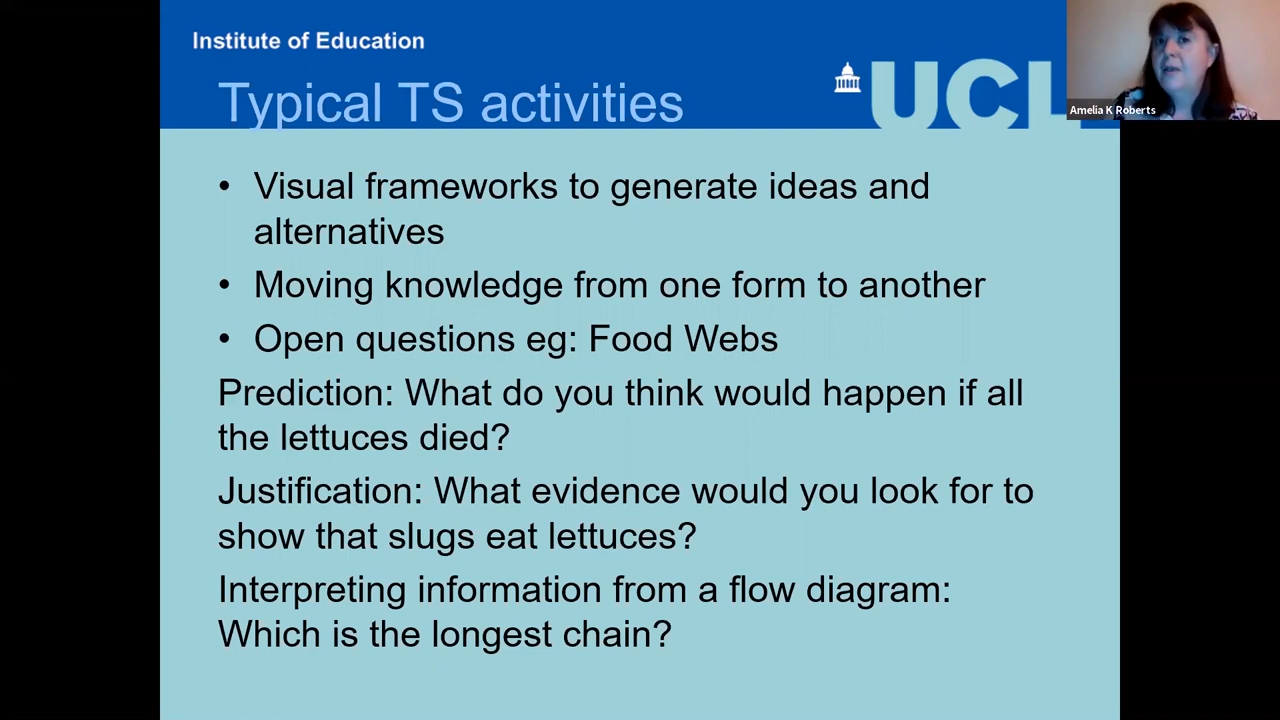 Institute of Education
Typical TS activities
UCL
Amelia K Roberts
• Visual frameworks to generate ideas and
alternatives
• Moving knowledge from one form to another
• Open questions eg: Food Webs
Prediction: What do you think would happen if all
the lettuces died?
Justification: What evidence would you look for to
show that slugs eat lettuces?
Interpreting information from a flow diagram:
Which is the longest chain?